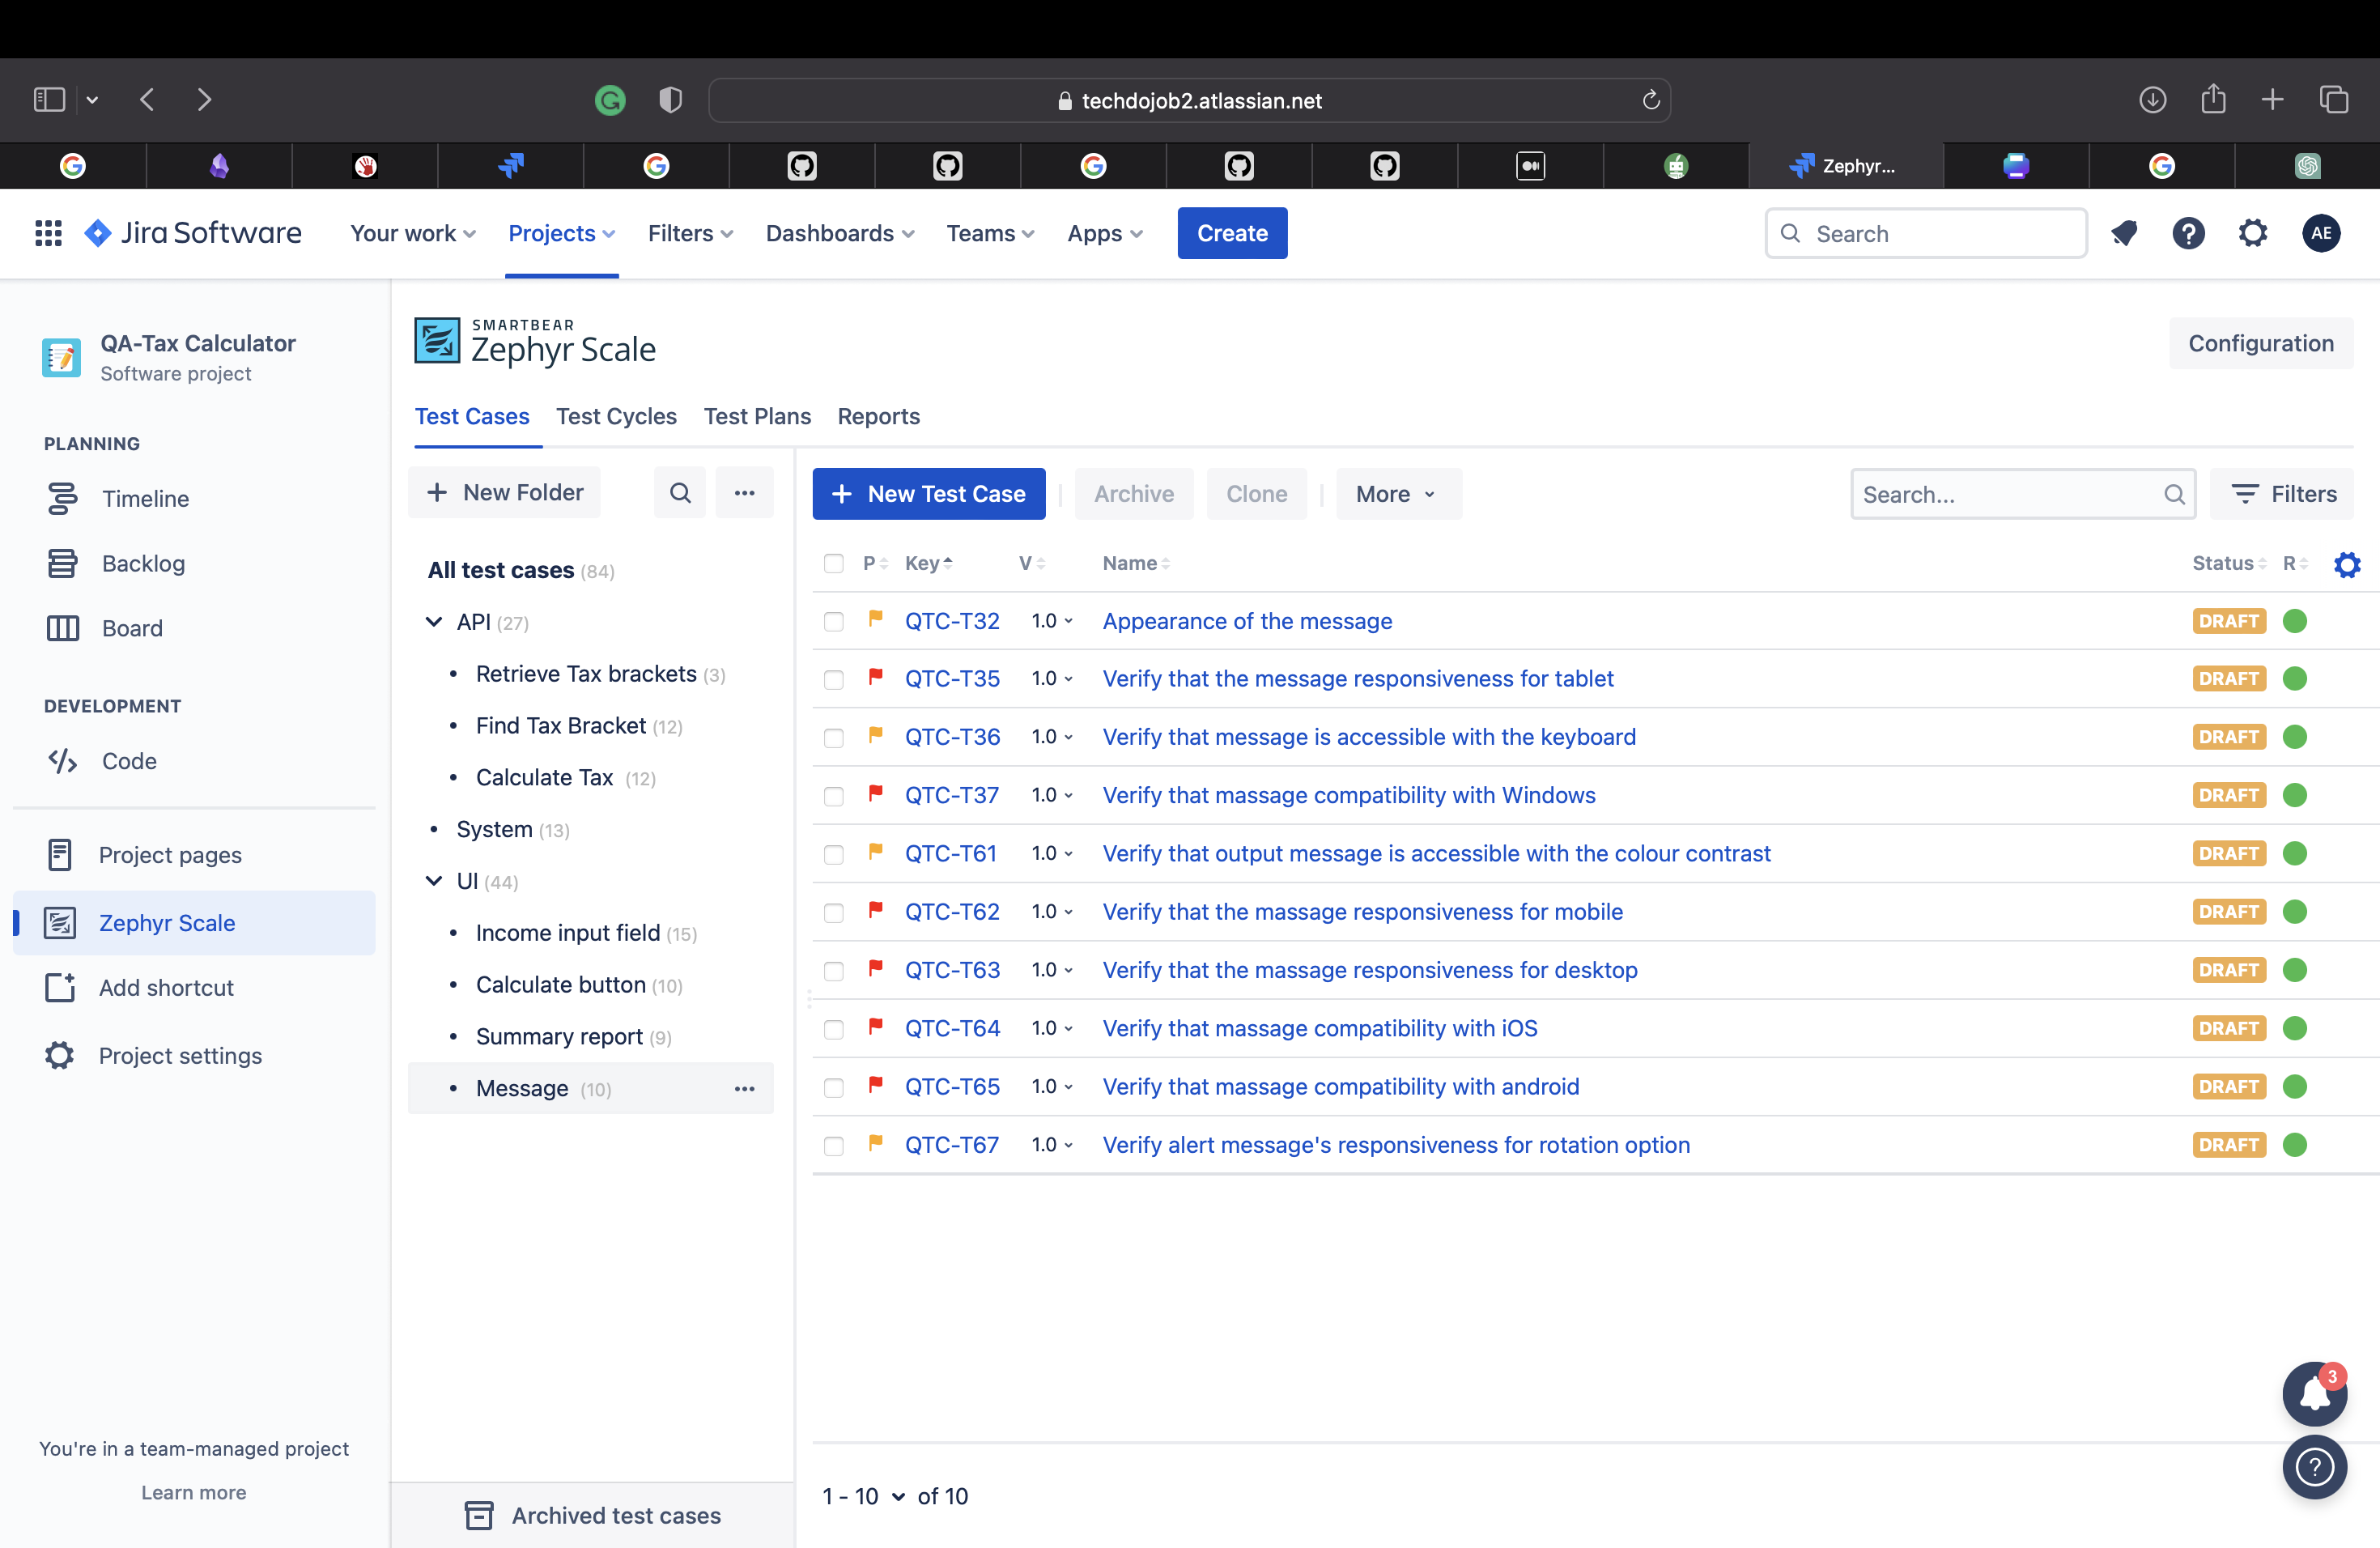 techdojob2.atlassian.net
Zephyr...
Jira Software Your work Projects Filters Dashboards Teams Apps Create Search AE
QA-Tax Calculator
Software project
PLANNING
Timeline
Backlog
Board
DEVELOPMENT
Code
Project pages
Zephyr Scale
Add shortcut
Project settings
You're in a team-managed project
Learn more
SMARTBEAR
Zephyr Scale
Configuration
Test Cases Test Cycles Test Plans Reports
+ New Folder
All test cases (84)
API (27)
• Retrieve Tax brackets (3)
• Find Tax Bracket (12)
• Calculate Tax (12)
• System (13)
UI (44)
• Income input field (15)
• Calculate button (10)
• Summary report (9)
• Message (10)
Archived test cases
+ New Test Case Archive Clone More Search... Filters
P Key V Name Status R
QTC-T32 1.0 Appearance of the message DRAFT
QTC-T35 1.0 Verify that the message responsiveness for tablet DRAFT
QTC-T36 1.0 Verify that message is accessible with the keyboard DRAFT
QTC-T37 1.0 Verify that massage compatibility with Windows DRAFT
QTC-T61 1.0 Verify that output message is accessible with the colour contrast DRAFT
QTC-T62 1.0 Verify that the massage responsiveness for mobile DRAFT
QTC-T63 1.0 Verify that the massage responsiveness for desktop DRAFT
QTC-T64 1.0 Verify that massage compatibility with iOS DRAFT
QTC-T65 1.0 Verify that massage compatibility with android DRAFT
QTC-T67 1.0 Verify alert message's responsiveness for rotation option DRAFT
3
?
1 - 10 of 10